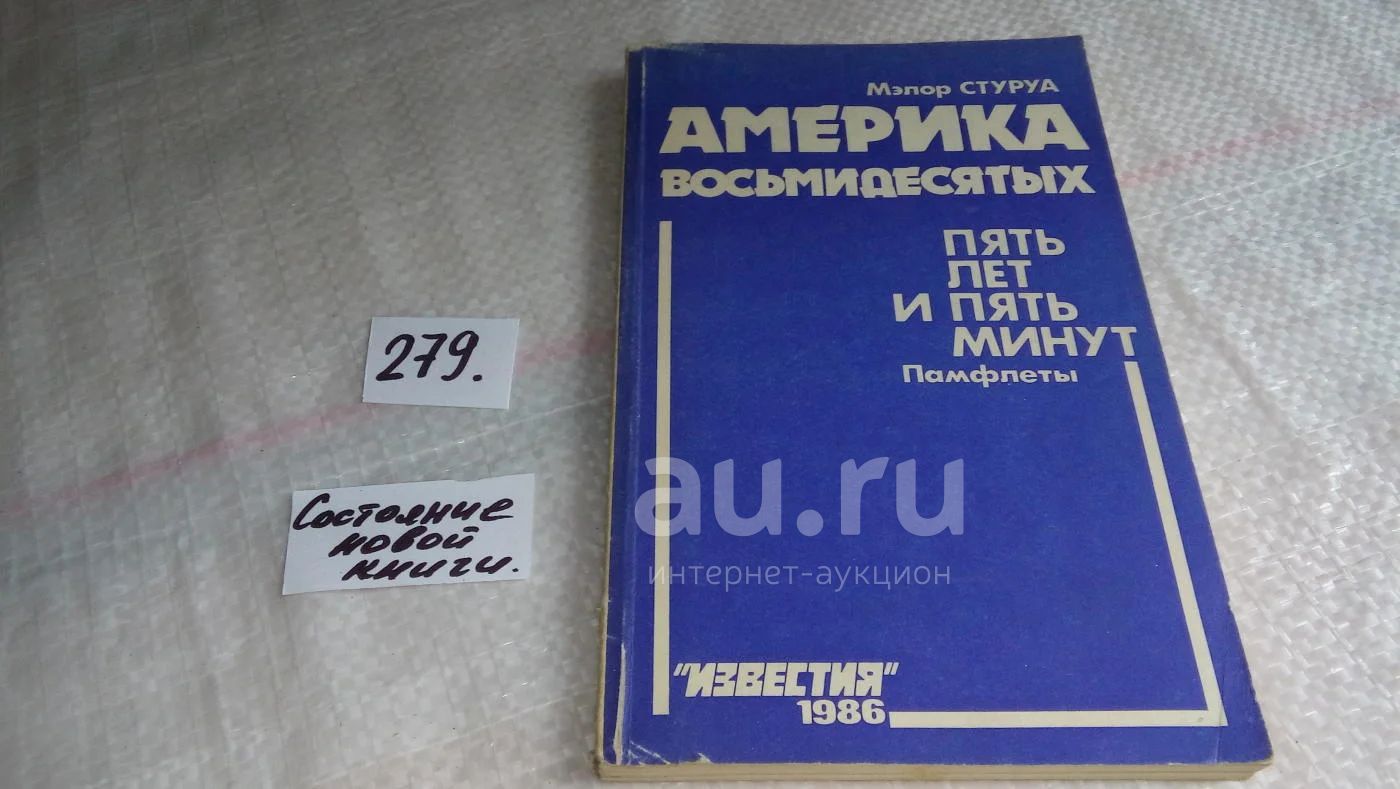 Мэлор СТУРУА
АМЕРИКА
ВОСЬМИДЕСЯТЫХ
ПЯТЬ
ЛЕТ
И ПЯТЬ
МИНУТ
Памфлеты
279.
Состояние
новой
книги.
au.ru
интернет-аукцион
"ИЗВЕСТИЯ"
1986